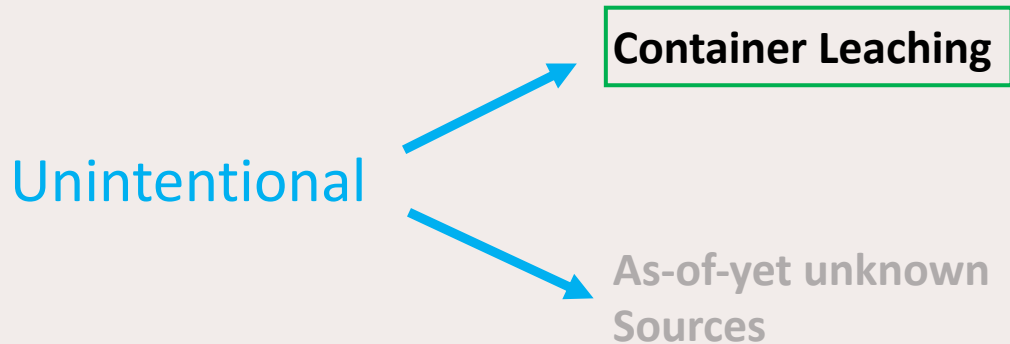 Container Leaching
Unintentional
As-of-yet unknown
Sources